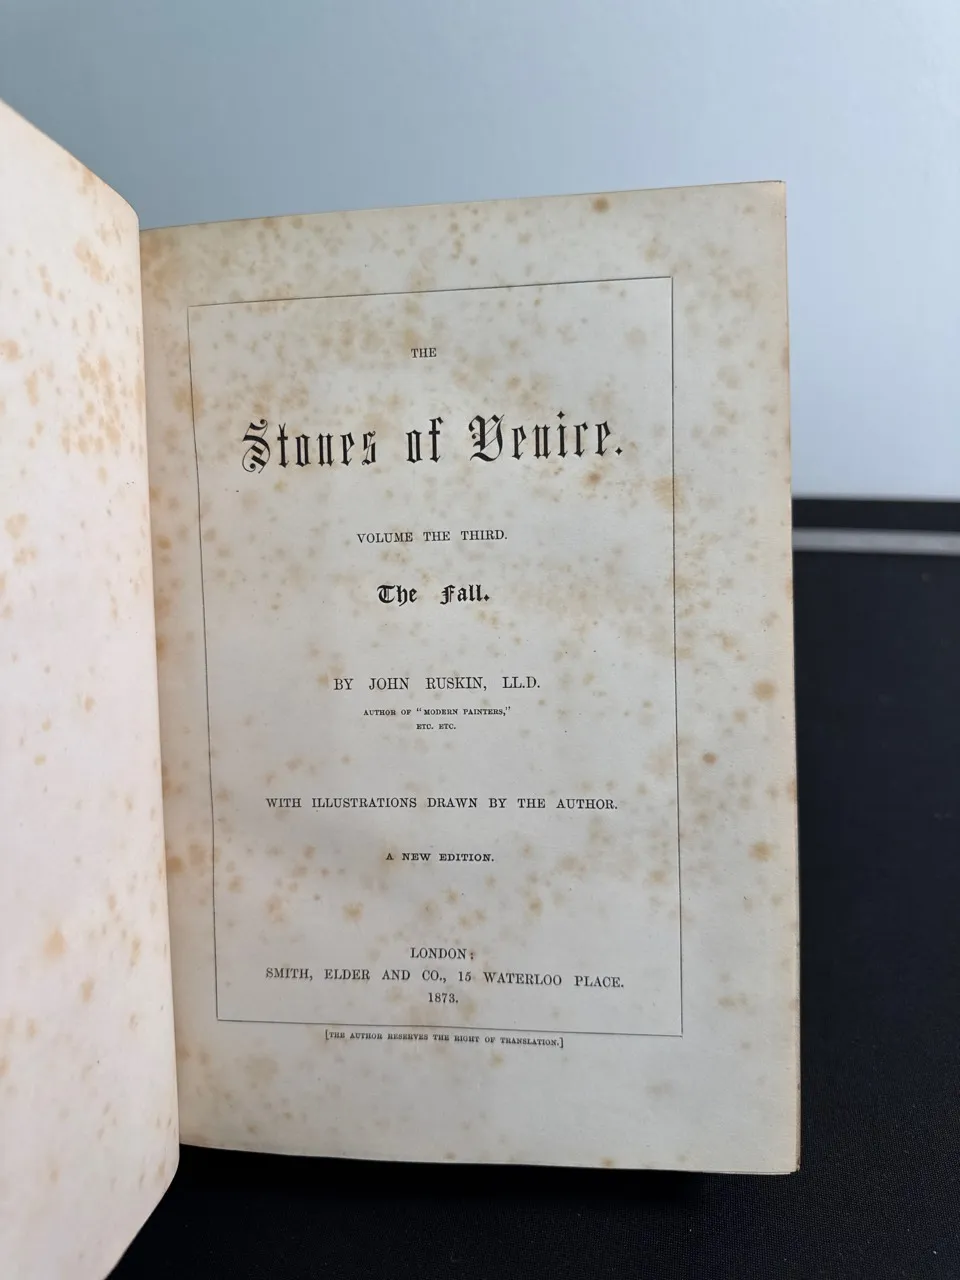 THE
Stones of Venice.
VOLUME THE THIRD.
The Fall.
BY JOHN RUSKIN, LL.D.
AUTHOR OF "MODERN PAINTERS,"
ETC. ETC.
WITH ILLUSTRATIONS DRAWN BY THE AUTHOR.
A NEW EDITION.
LONDON:
SMITH, ELDER AND CO., 15 WATERLOO PLACE.
1873.
[THE AUTHOR RESERVES THE RIGHT OF TRANSLATION.]